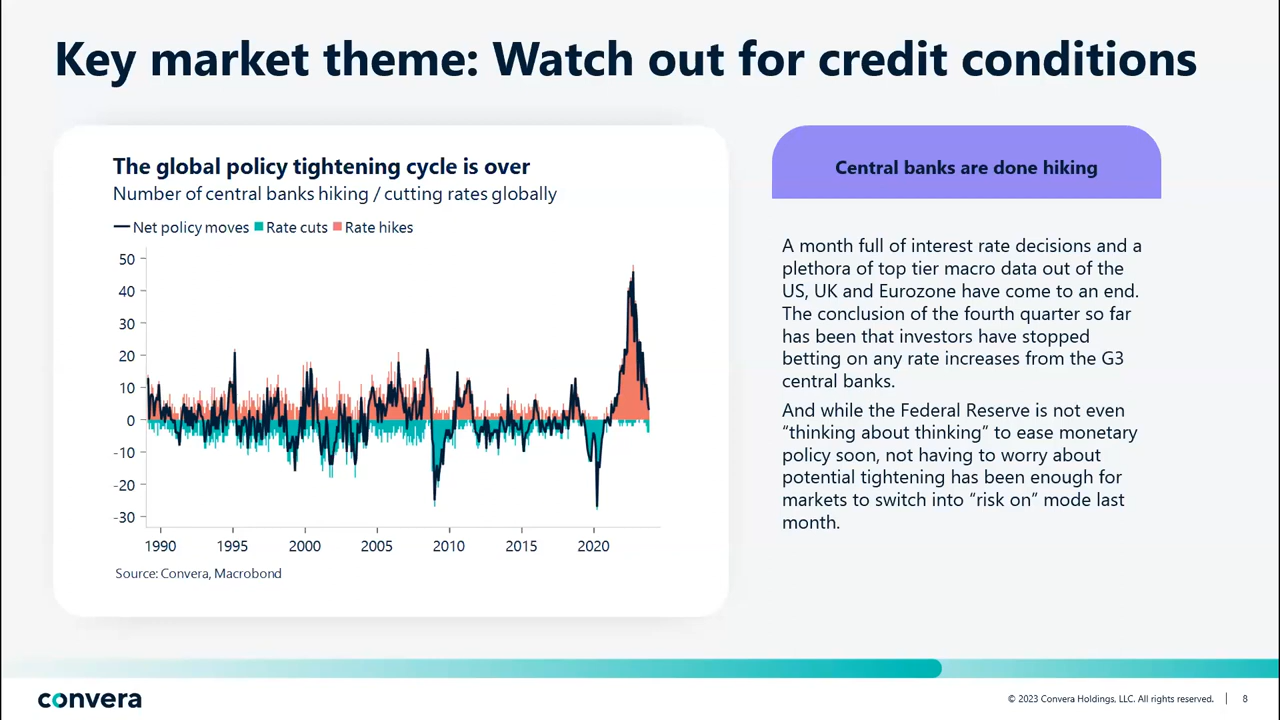 Key market theme: Watch out for credit conditions
The global policy tightening cycle is over
Number of central banks hiking / cutting rates globally
Net policy moves Rate cuts Rate hikes
50
40
30
20
10
0
-10
-20
-30
1990 1995 2000 2005 2010 2015 2020
Source: Convera, Macrobond
Central banks are done hiking
A month full of interest rate decisions and a
plethora of top tier macro data out of the
US, UK and Eurozone have come to an end.
The conclusion of the fourth quarter so far
has been that investors have stopped
betting on any rate increases from the G3
central banks.
And while the Federal Reserve is not even
“thinking about thinking” to ease monetary
policy soon, not having to worry about
potential tightening has been enough for
markets to switch into “risk on” mode last
month.
convera
© 2023 Convera Holdings, LLC. All rights reserved. | 8